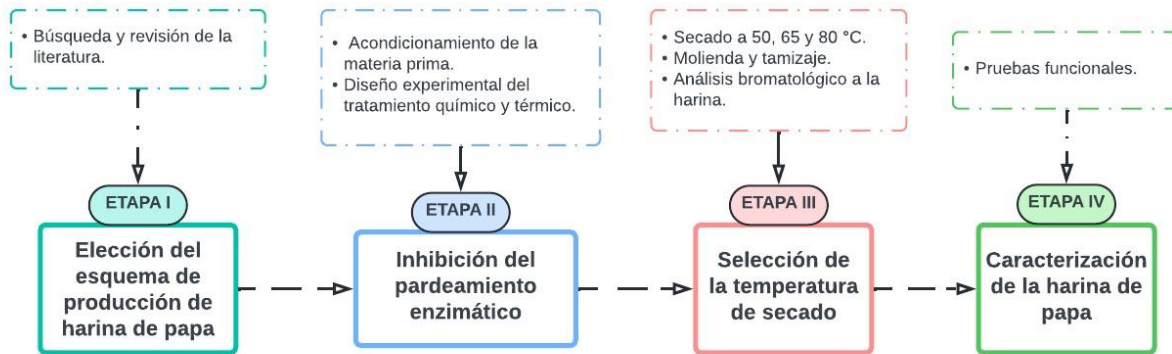 • Búsqueda y revisión de la
literatura.
• Acondicionamiento de la
materia prima.
• Diseño experimental del
tratamiento químico y térmico.
• Secado a 50, 65 y 80 °C.
• Molienda y tamizaje.
• Análisis bromatológico a la
harina.
• Pruebas funcionales.
ETAPA I
Elección del
esquema de
producción de
harina de papa
ETAPA II
Inhibición del
pardeamiento
enzimático
ETAPA III
Selección de
la temperatura
de secado
ETAPA IV
Caracterización
de la harina de
papa